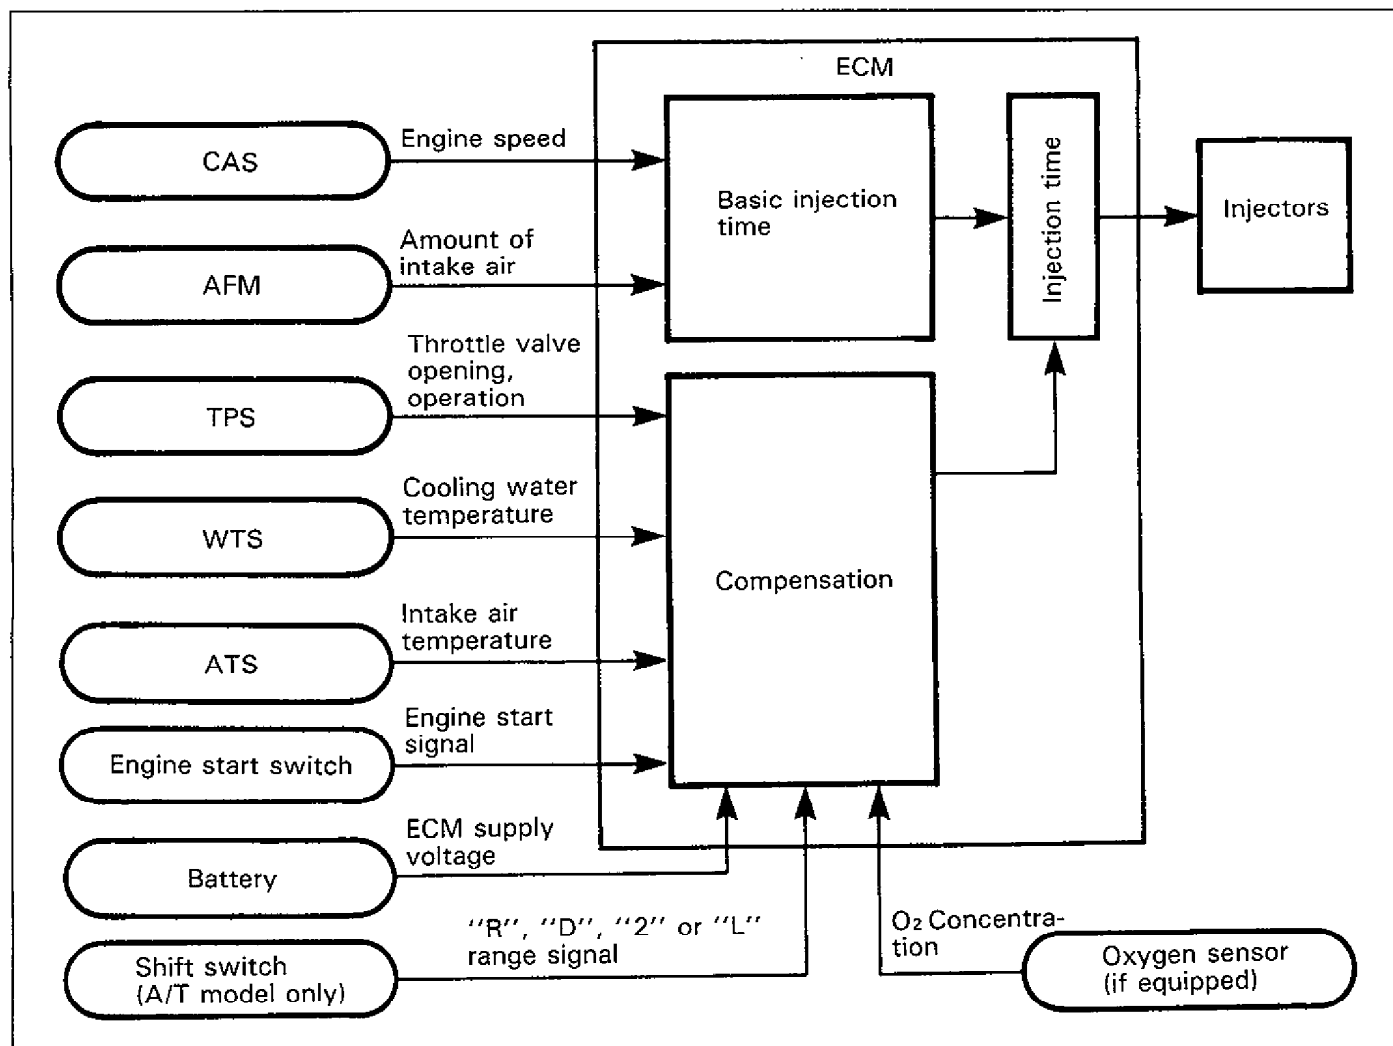 ECM
CAS
Engine speed
AFM
Amount of
intake air
TPS
Throttle valve
opening,
operation
WTS
Cooling water
temperature
ATS
Intake air
temperature
Engine start switch
Engine start
signal
Battery
ECM supply
voltage
Shift switch
(A/T model only)
"R", "D", "2" or "L"
range signal
Basic injection
time
Compensation
Injection time
Injectors
O2 Concentra-
tion
Oxygen sensor
(if equipped)